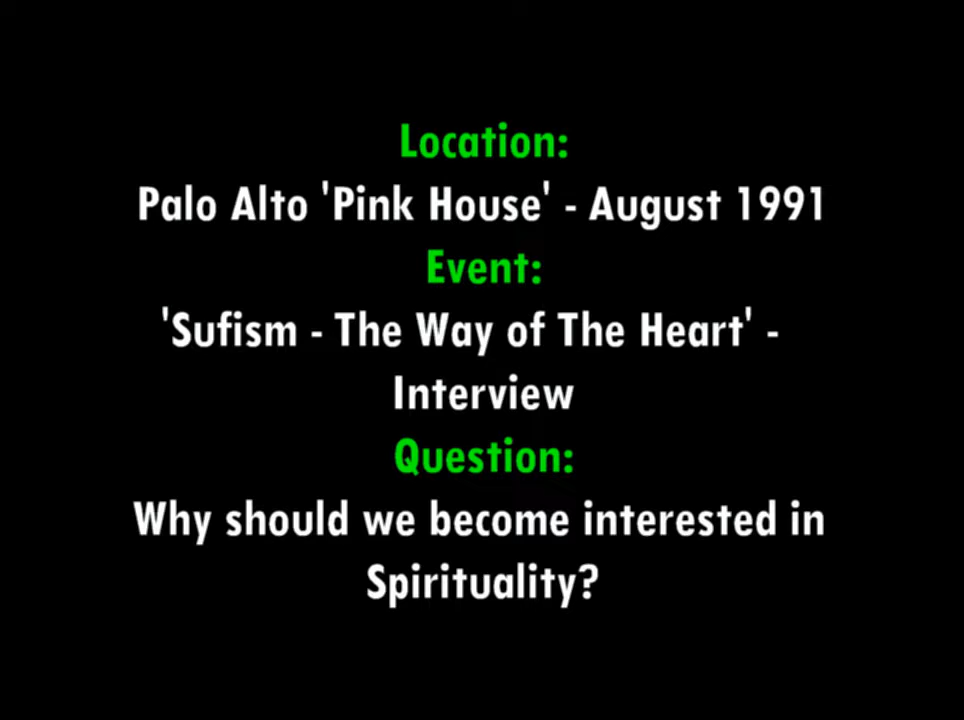 Location:
Palo Alto 'Pink House' - August 1991
Event:
'Sufism - The Way of The Heart' -
Interview
Question:
Why should we become interested in
Spirituality?